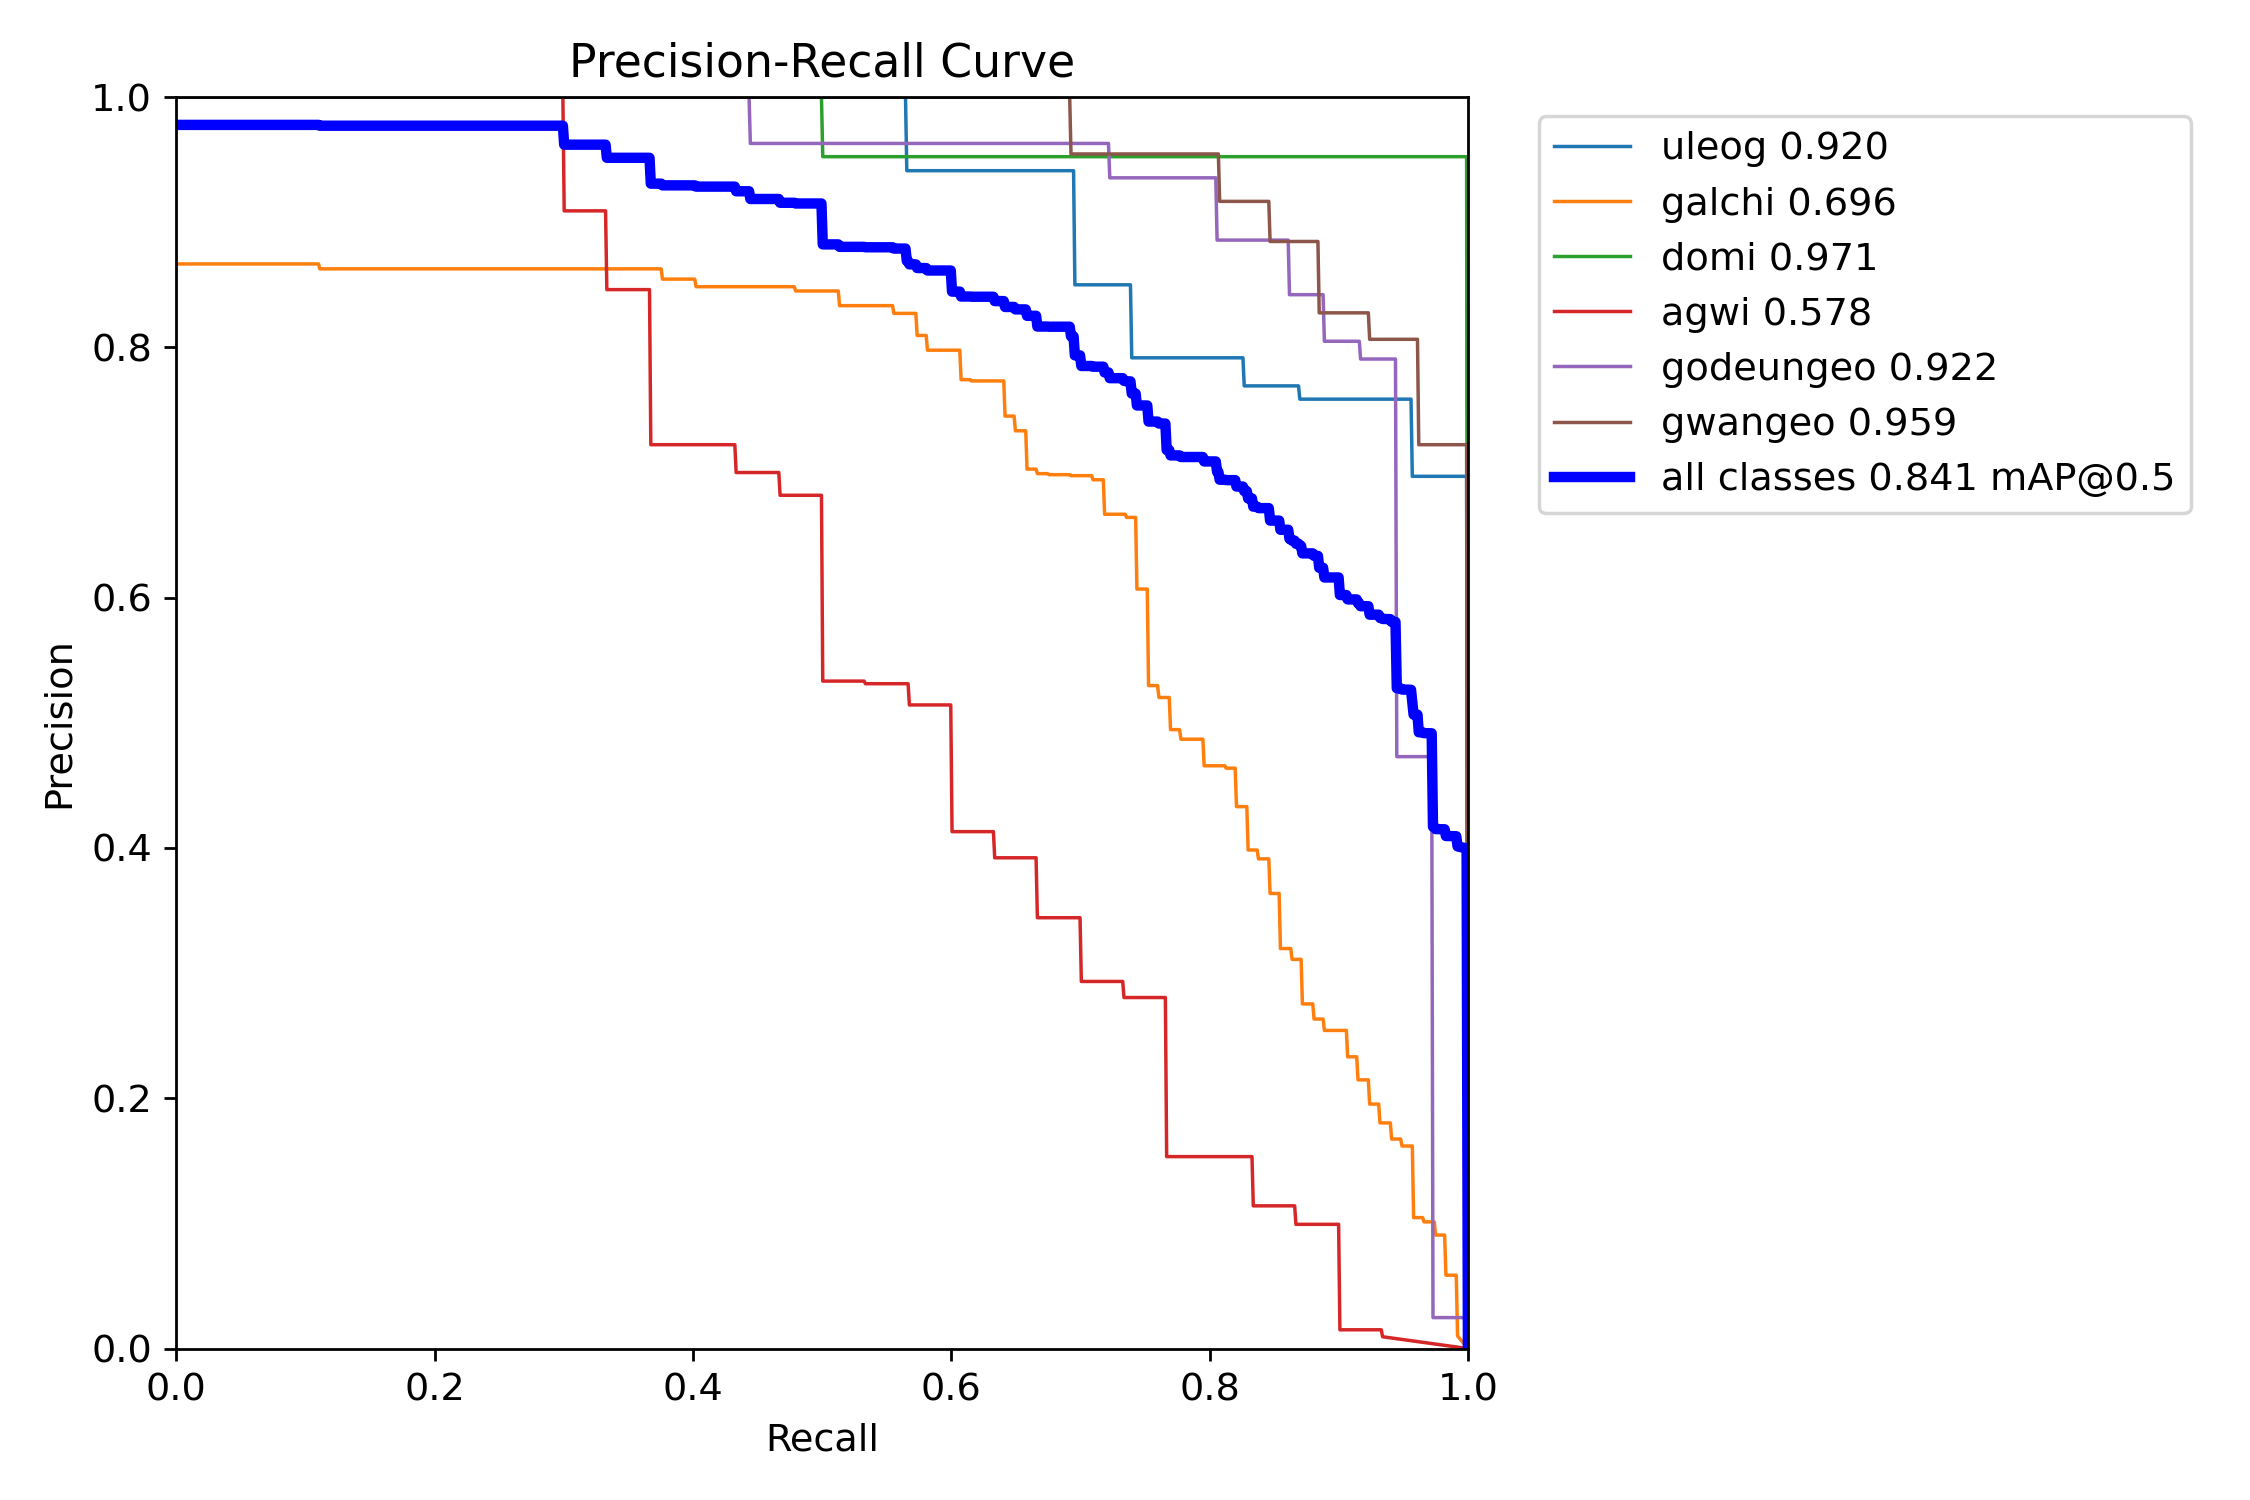 Precision-Recall Curve
1.0
0.8
0.6
0.4
0.2
0.0
0.0 0.2 0.4 0.6 0.8 1.0
Precision
Recall
uleog 0.920
galchi 0.696
domi 0.971
agwi 0.578
godeungeo 0.922
gwangeo 0.959
all classes 0.841 mAP@0.5